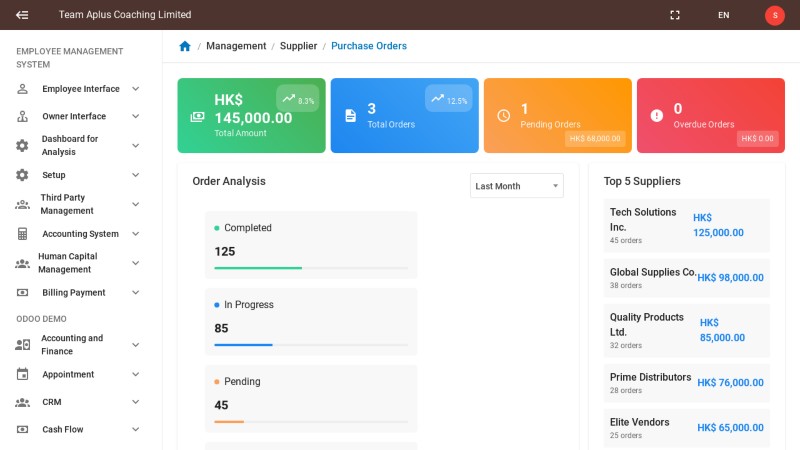 Team Aplus Coaching Limited
EN
S
EMPLOYEE MANAGEMENT
SYSTEM
Employee Interface
Owner Interface
Dashboard for
Analysis
Setup
Third Party
Management
Accounting System
Human Capital
Management
Billing Payment
ODOO DEMO
Accounting and
Finance
Appointment
CRM
Cash Flow
/ Management / Supplier / Purchase Orders
HK$
145,000.00
Total Amount
8.3%
3
Total Orders
12.5%
1
Pending Orders
HK$ 68,000.00
0
Overdue Orders
HK$ 0.00
Order Analysis
Last Month
Completed
125
In Progress
85
Pending
45
Top 5 Suppliers
Tech Solutions
Inc.
45 orders
HK$
125,000.00
Global Supplies Co.
38 orders
HK$ 98,000.00
Quality Products
Ltd.
32 orders
HK$
85,000.00
Prime Distributors
28 orders
HK$ 76,000.00
Elite Vendors
25 orders
HK$ 65,000.00